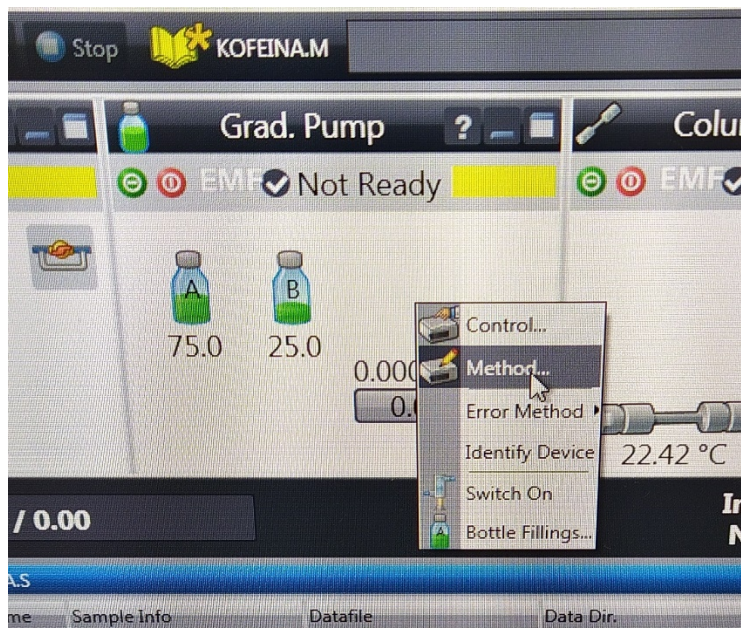 Stop KOFEINA.M
Grad. Pump ?
EMF Not Ready EMF
A B
75.0 25.0
Control...
Method...
Error Method
Identify Device
Switch On
A Bottle Fillings...
22.42 °C
/ 0.00
Sample Info Datafile Data Dir.